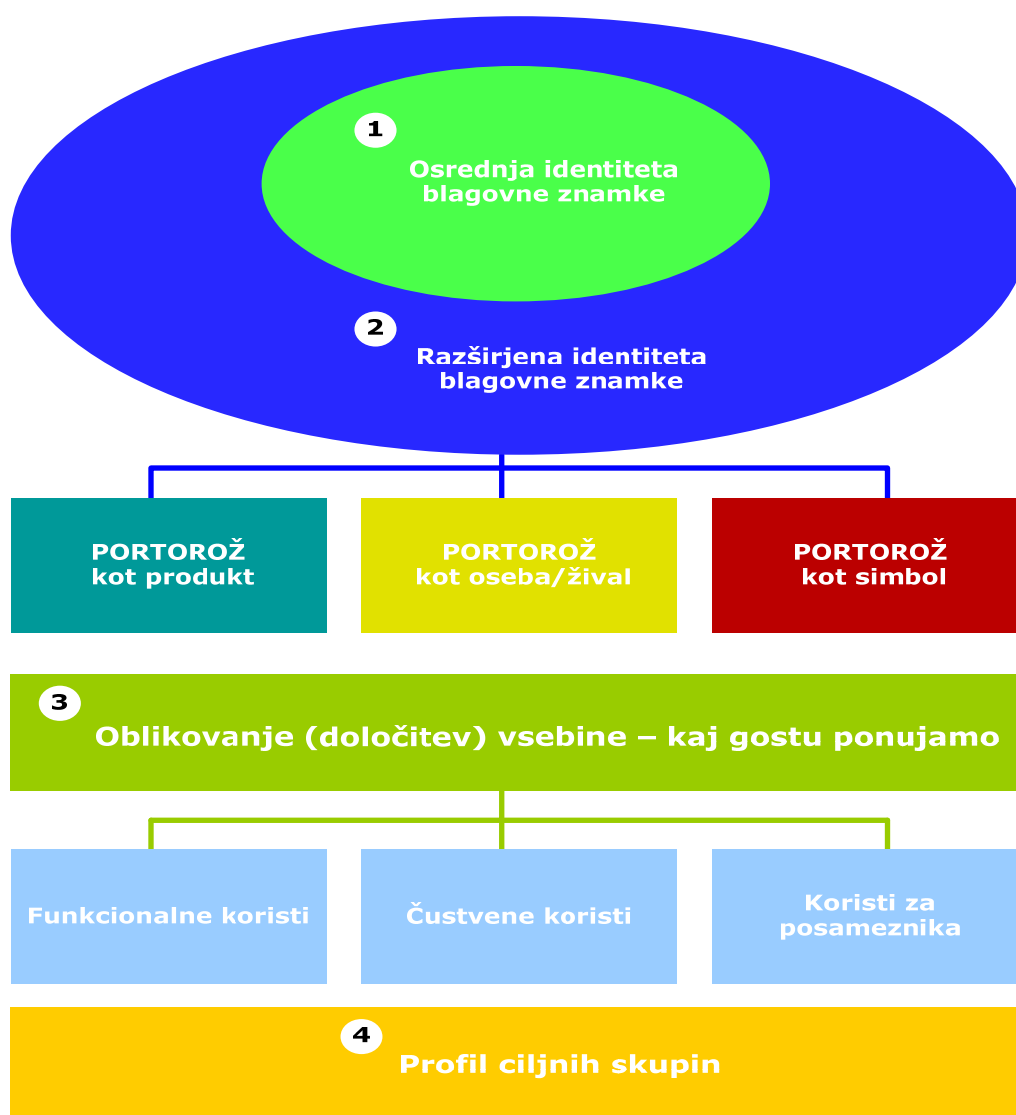 1
Osrednja identiteta
blagovne znamke
2
Razširjena identiteta
blagovne znamke
PORTOROŽ
kot produkt
PORTOROŽ
kot oseba/žival
PORTOROŽ
kot simbol
3
Oblikovanje (določitev) vsebine – kaj gostu ponujamo
Funkcionalne koristi
Čustvene koristi
Koristi za
posameznika
4
Profil ciljnih skupin